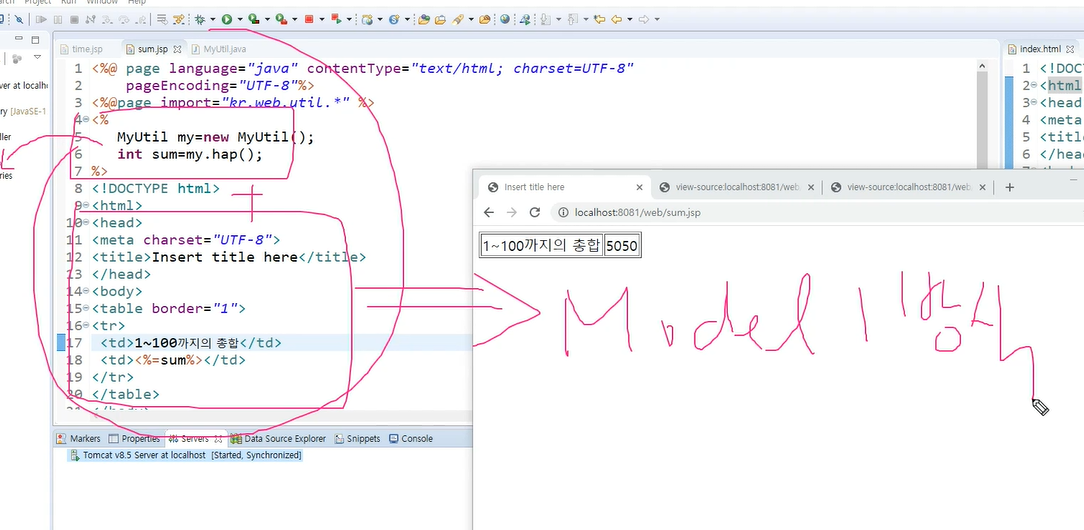 arch Project Run Window Help
time.jsp sum.jsp MyUtil.java
1 <%@ page language="java" contentType="text/html; charset=UTF-8"
2 pageEncoding="UTF-8"%>
3 <%@page import="kr.web.util.*" %>
4 <%
5 MyUtil my=new MyUtil();
6 int sum=my.hap();
7 %>
8 <!DOCTYPE html>
9 <html>
10 <head>
11 <meta charset="UTF-8">
12 <title>Insert title here</title>
13 </head>
14 <body>
15 <table border="1">
16 <tr>
17 <td>1~100까지의 총합</td>
18 <td><%=sum%></td>
19 </tr>
20 </table>
ver at localho
ry [JavaSE-1
ller
ries
index.html
1 <!DOC
2 <html
3 <head
4 <meta
5 <titl
6 </hea
Insert title here
view-source:localhost:8081/web
view-source:localhost:8081/web
localhost:8081/web/sum.jsp
1~100까지의 총합 5050
Model 1 방식
Markers Properties Servers Data Source Explorer Snippets Console
Tomcat v8.5 Server at localhost [Started, Synchronized]